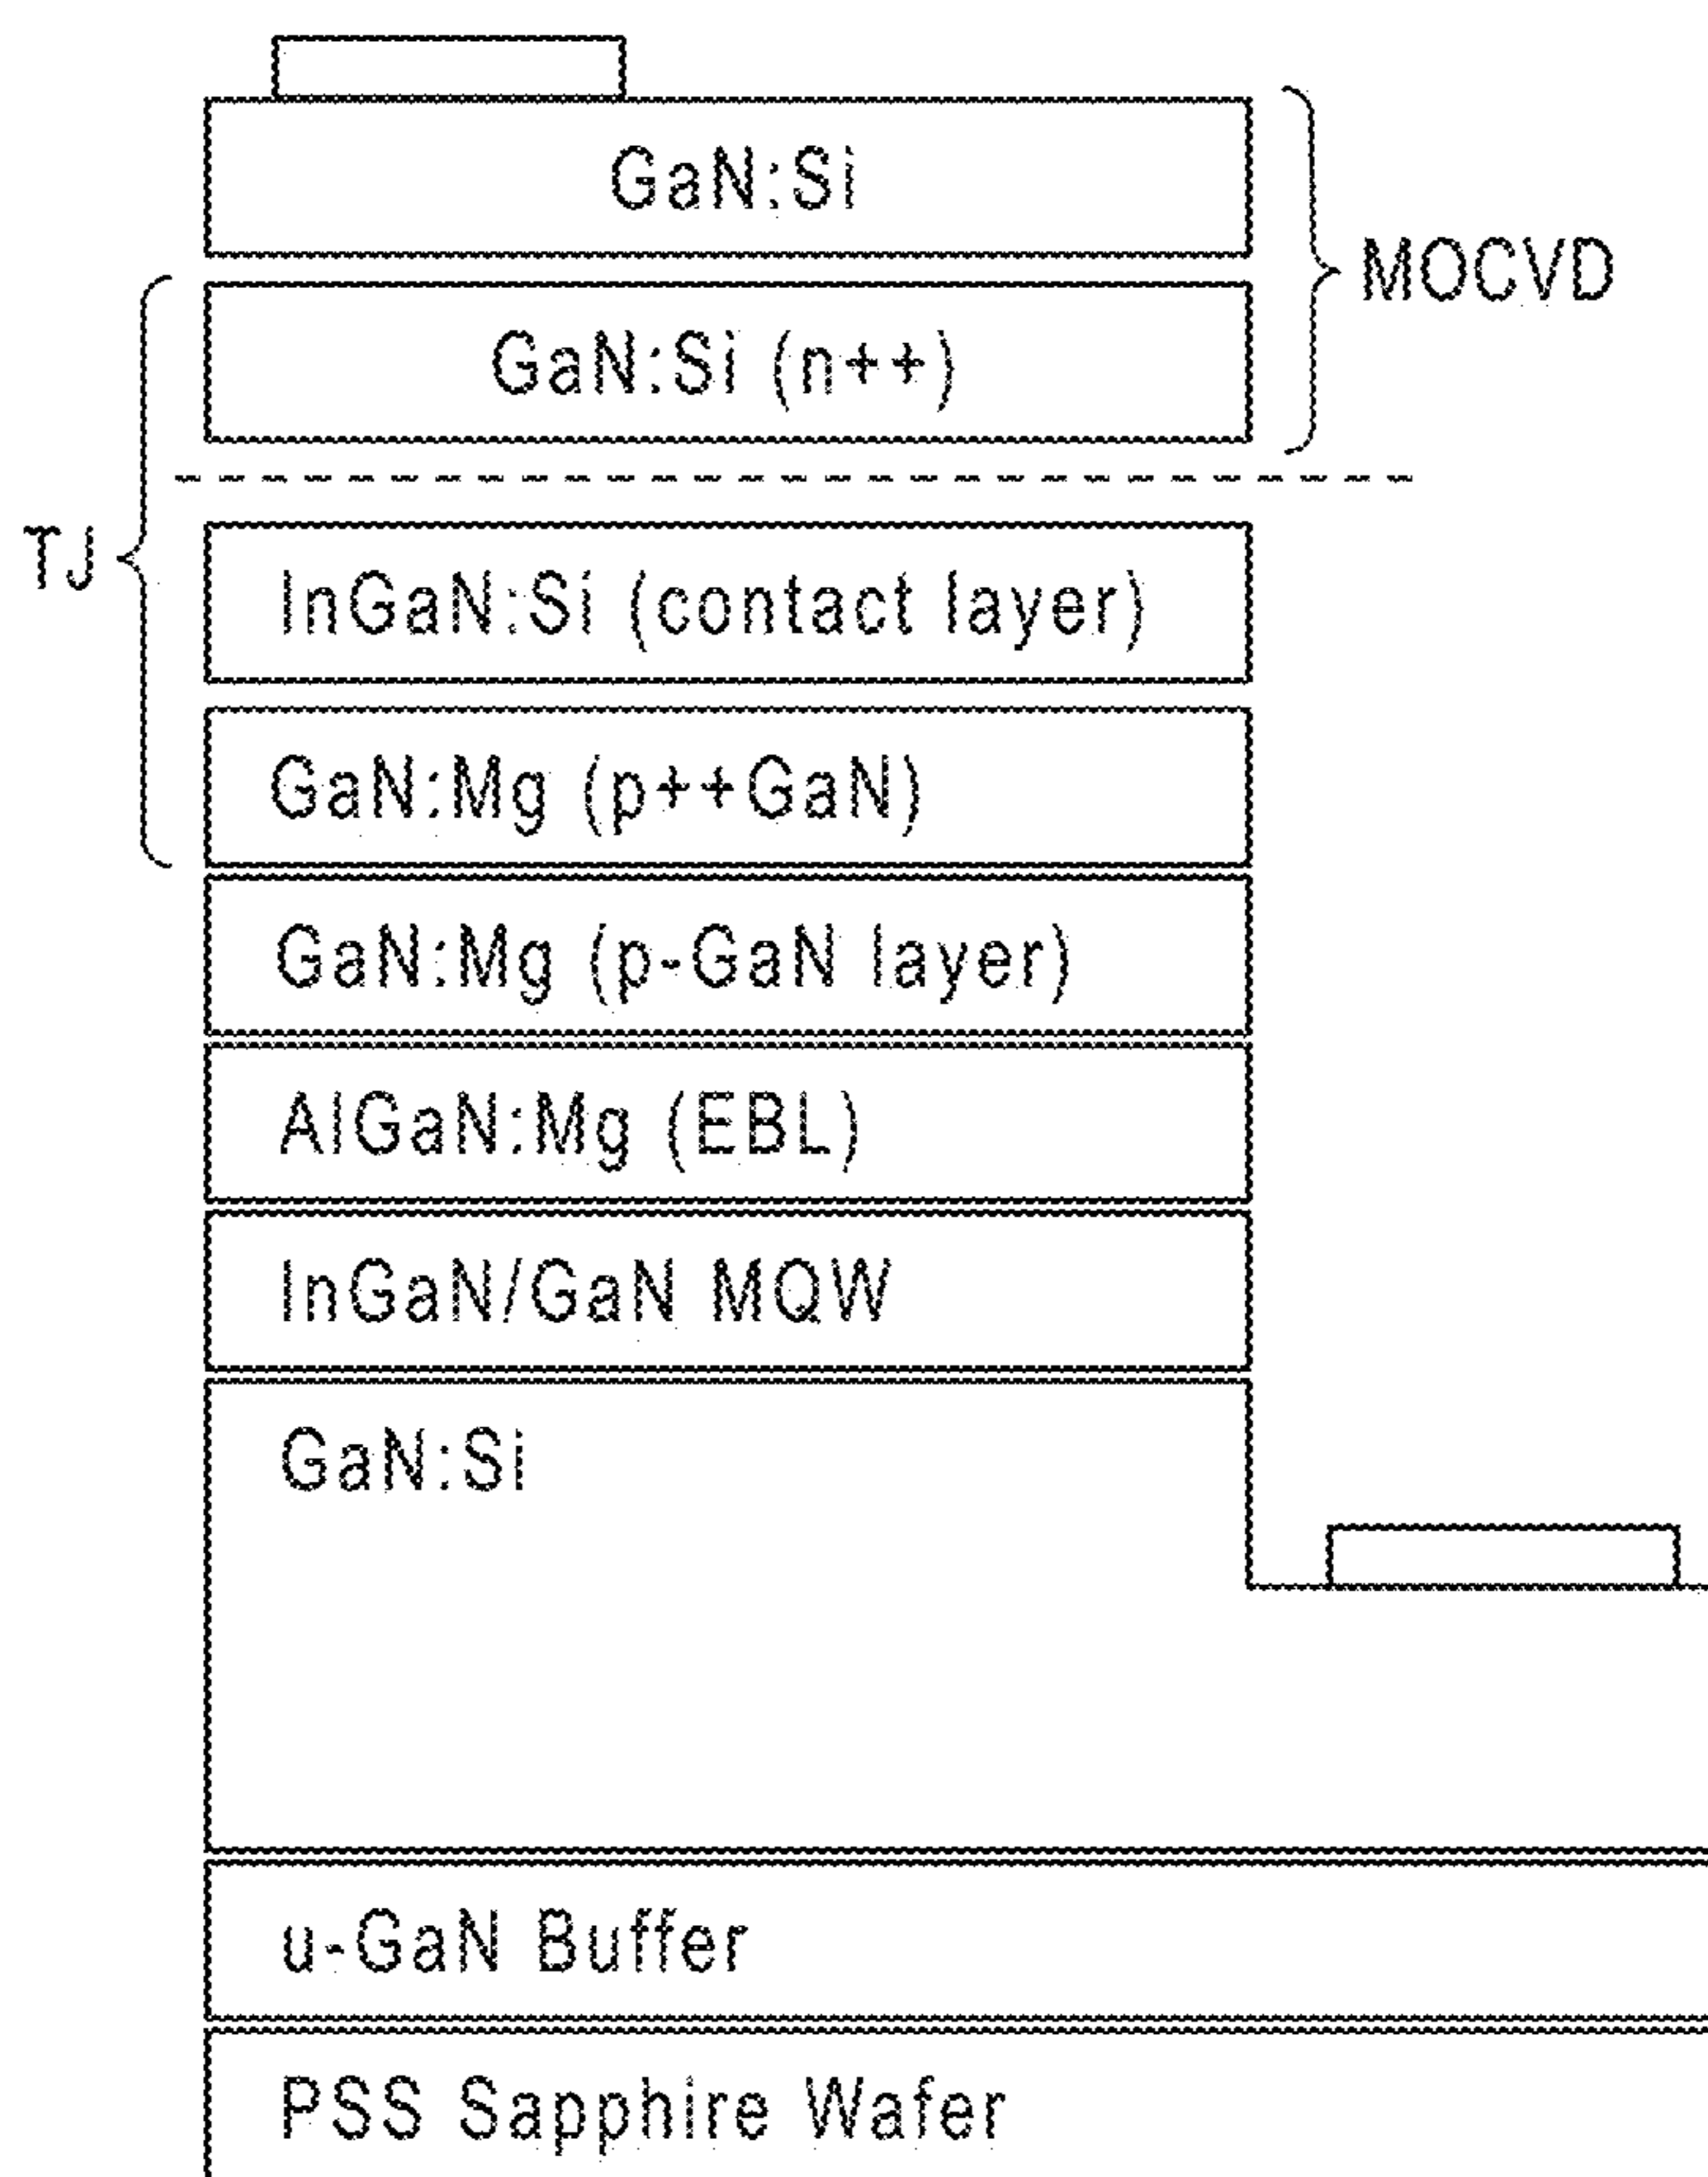 GaN:Si
MOCVD
GaN:Si (n++)
TJ
InGaN:Si (contact layer)
GaN:Mg (p++GaN)
GaN:Mg (p-GaN layer)
AlGaN:Mg (EBL)
InGaN/GaN MQW
GaN:Si
u-GaN Buffer
PSS Sapphire Wafer